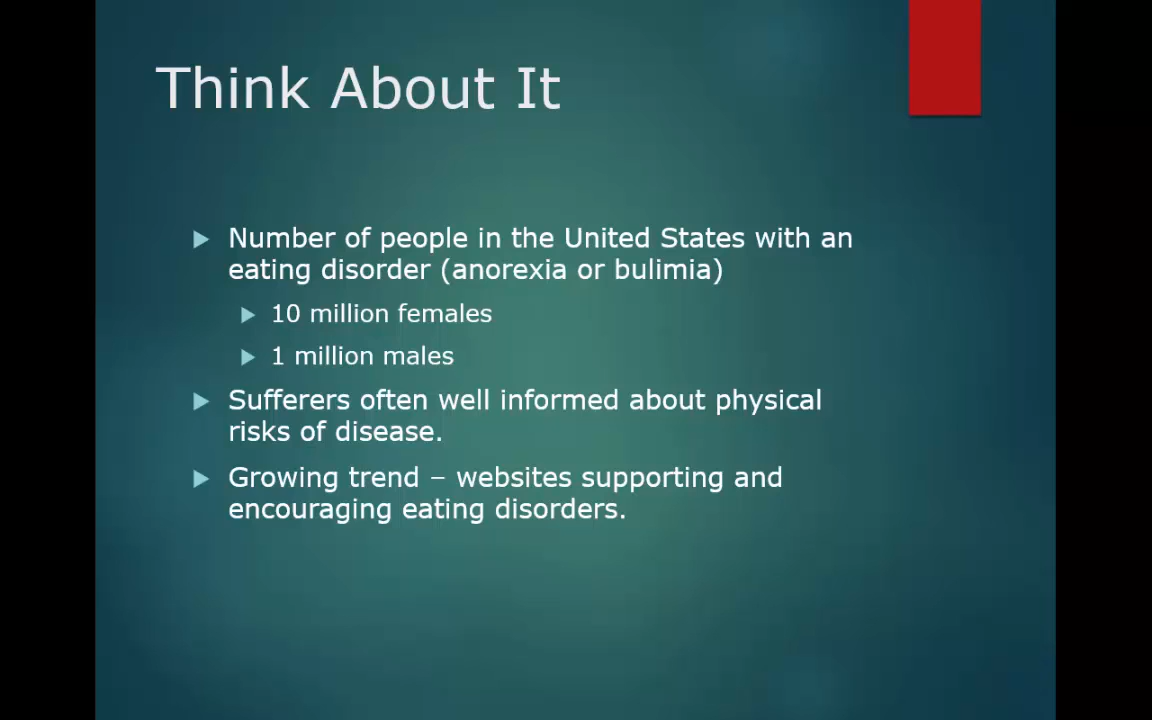 Think About It
Number of people in the United States with an
eating disorder (anorexia or bulimia)
10 million females
1 million males
Sufferers often well informed about physical
risks of disease.
Growing trend – websites supporting and
encouraging eating disorders.